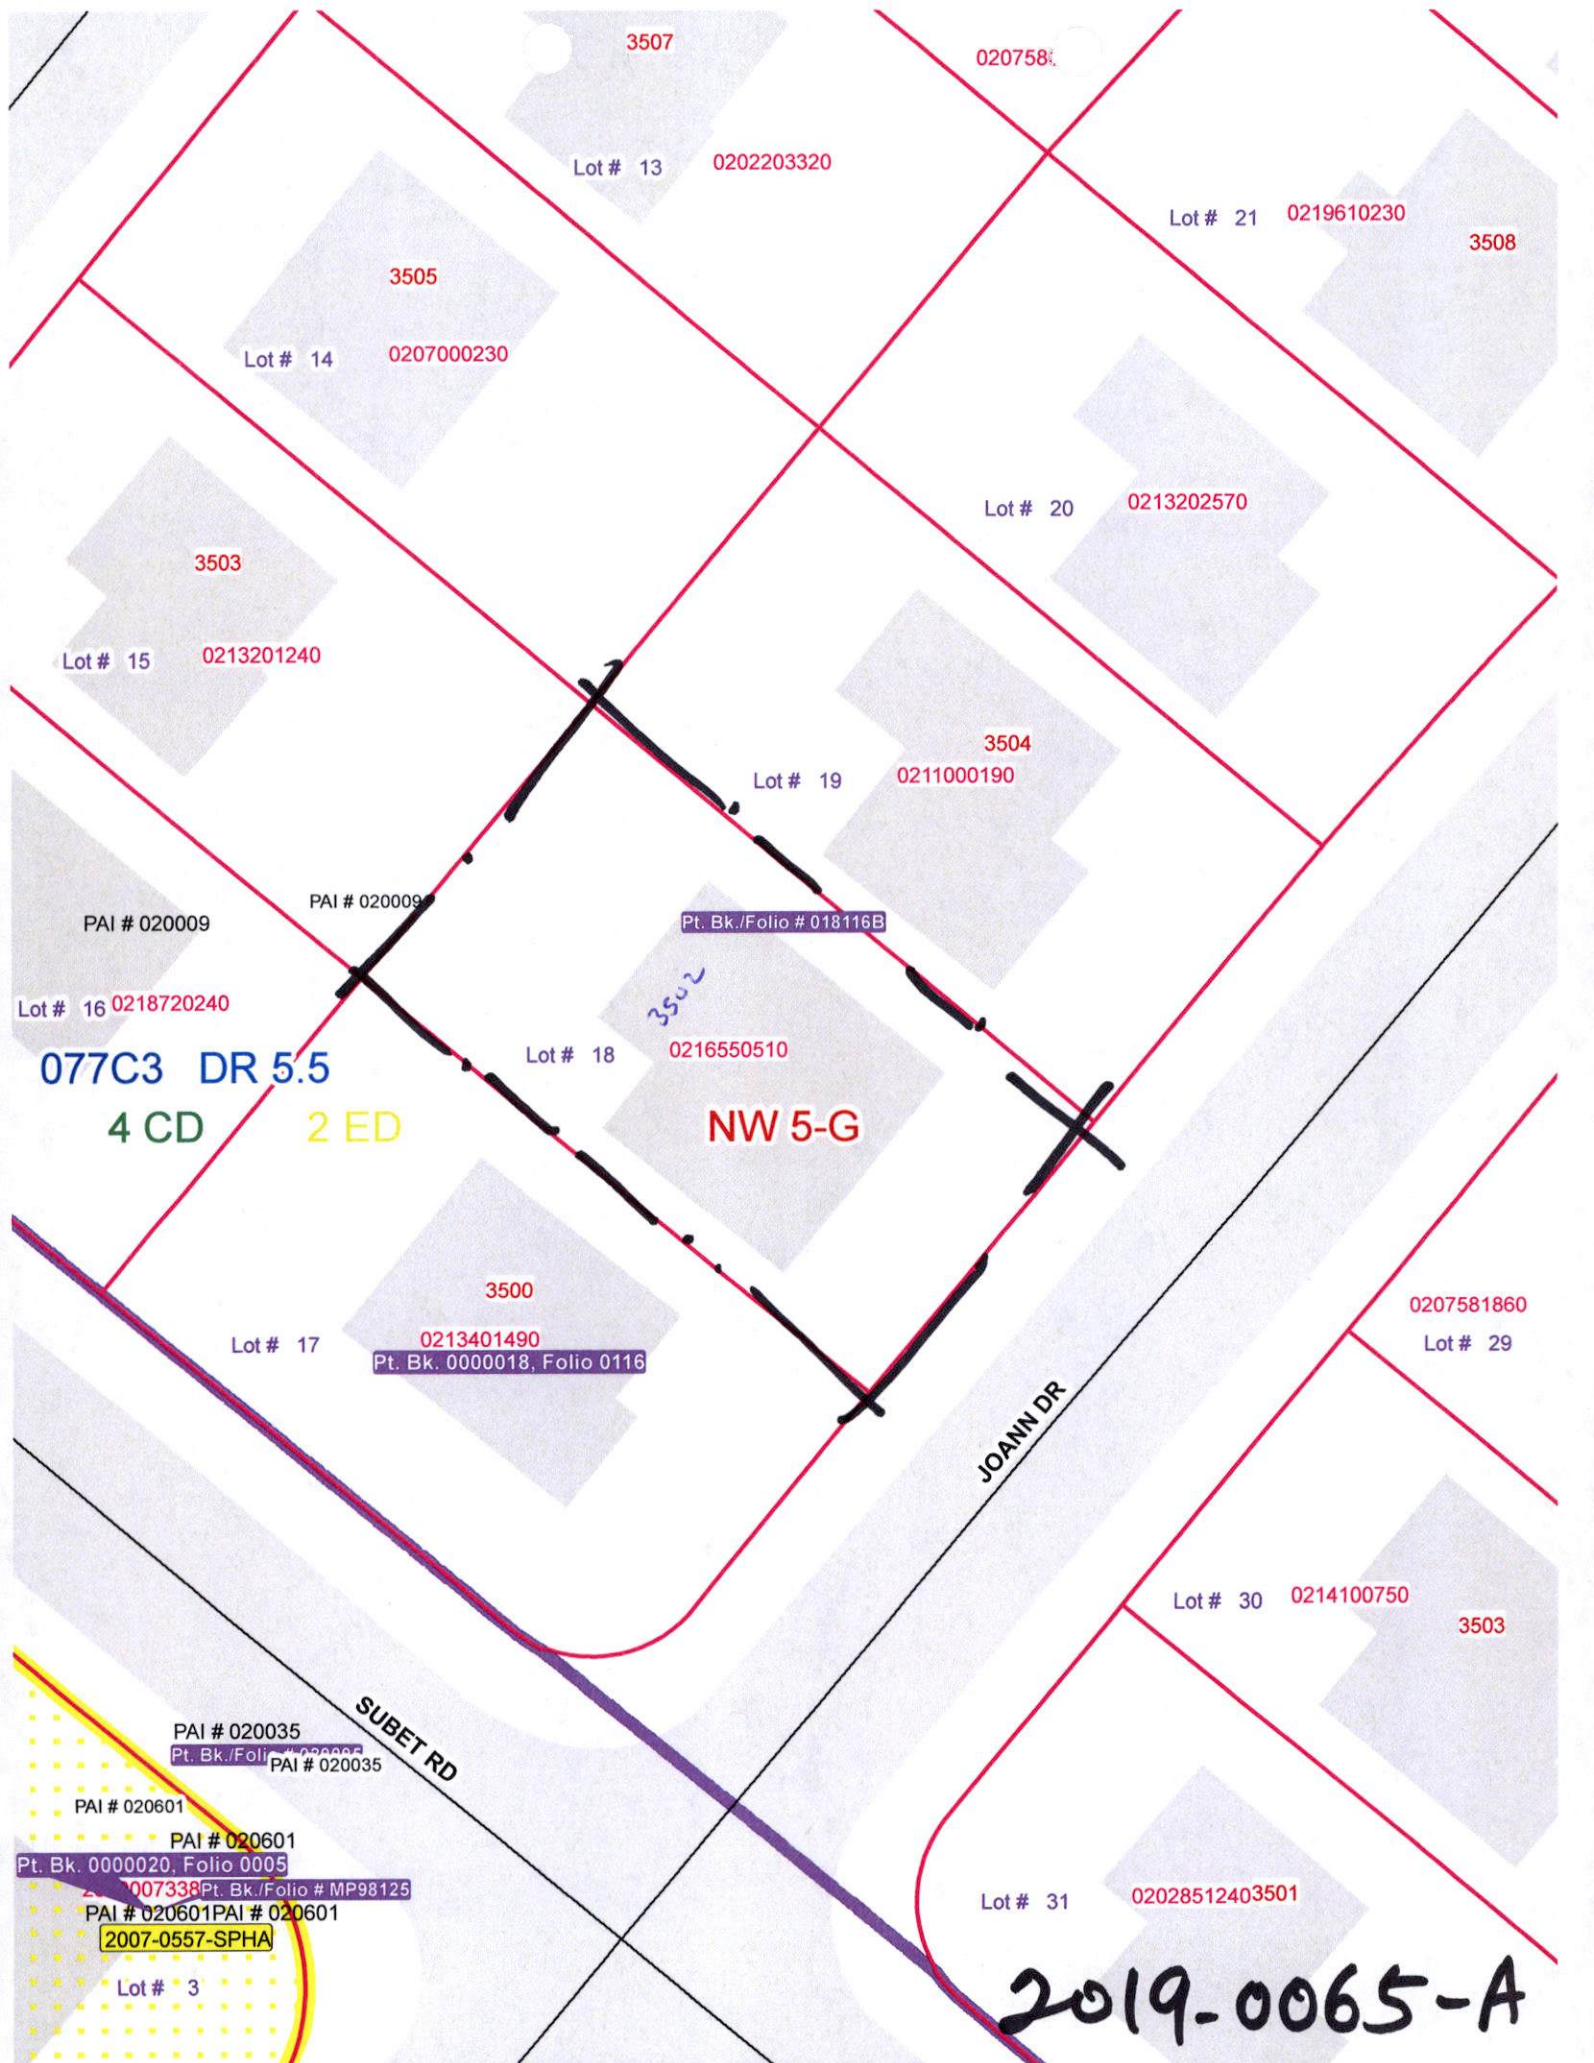 3507
020758
Lot # 13 0202203320
Lot # 21 0219610230
3508
3505
Lot # 14 0207000230
Lot # 20 0213202570
3503
Lot # 15 0213201240
3504
Lot # 19 0211000190
PAI # 020009
PAI # 020009
Pt. Bk./Folio # 018116B
3502
Lot # 16 0218720240
Lot # 18 0216550510
077C3 DR 5.5
4 CD 2 ED
NW 5-G
3500
0207581860
Lot # 17 0213401490
Lot # 29
Pt. Bk. 0000018, Folio 0116
JOANN DR
Lot # 30 0214100750
3503
SUBET RD
PAI # 020035
Pt. Bk./Folio
PAI # 020035
PAI # 020601
PAI # 020601
Pt. Bk. 0000020, Folio 0005
007338 Pt. Bk./Folio # MP98125
PAI # 020601PAI # 020601
2007-0557-SPHA
Lot # 31 02028512403501
Lot # 3
2019-0065-A